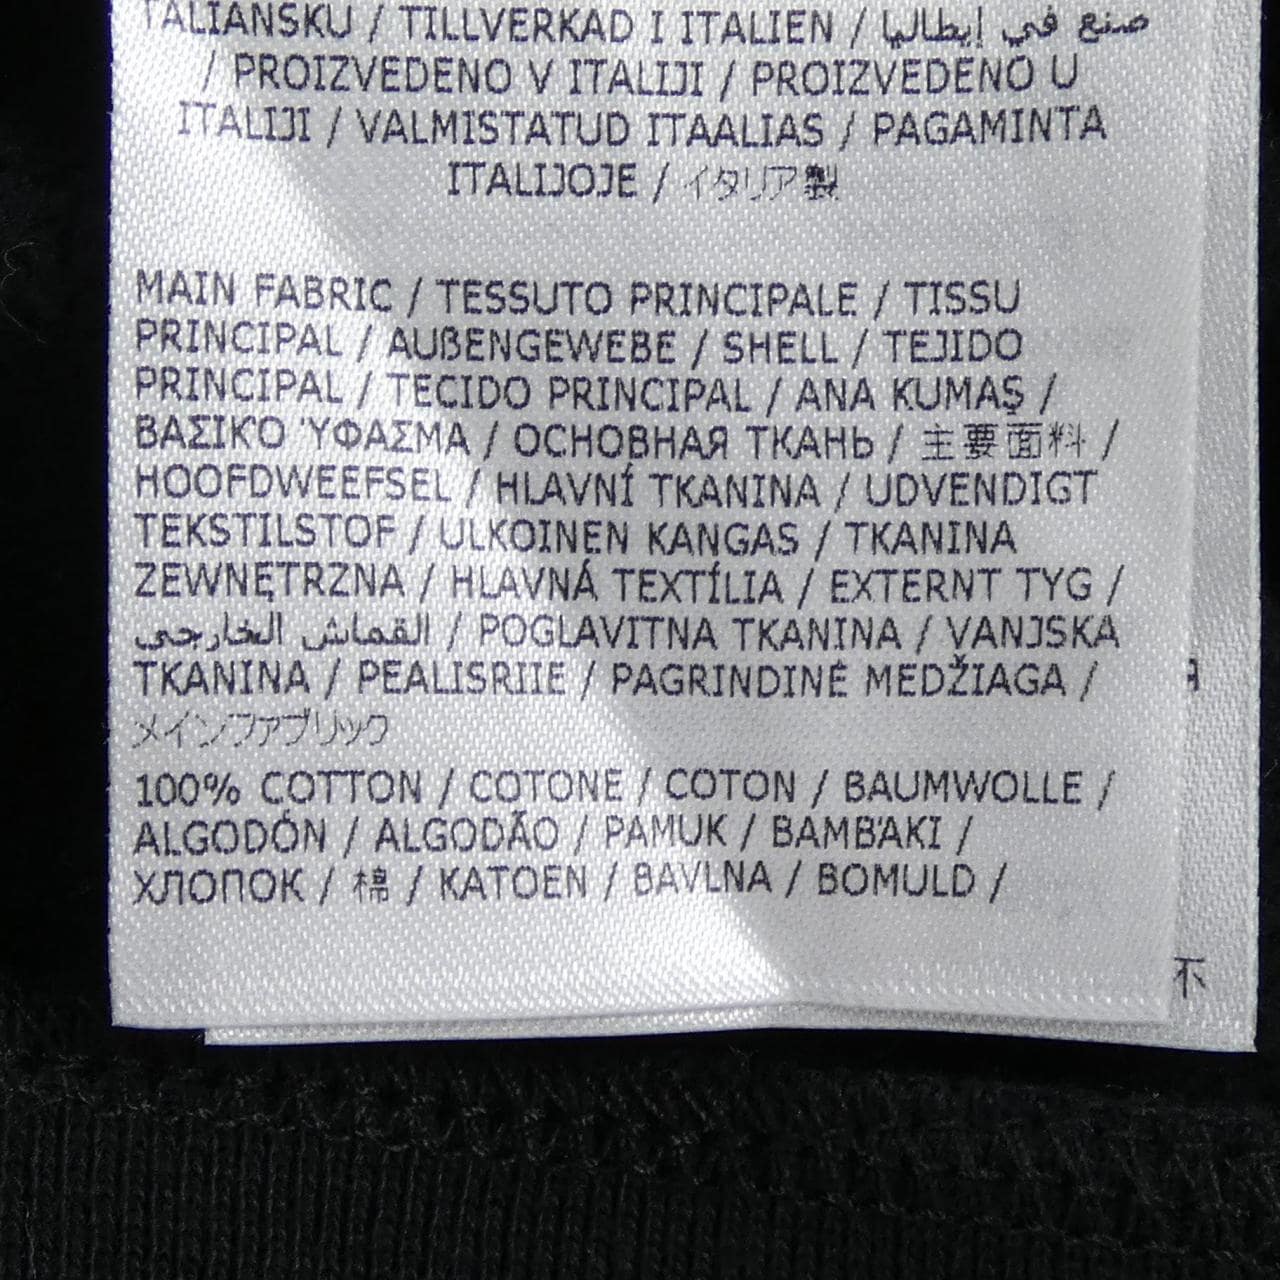 TALIANSKU / TILLVERKAD I ITALIEN / صنع في إيطاليا
/ PROIZVEDENO V ITALIJI / PROIZVEDENO U
ITALIJI / VALMISTATUD ITAALIAS / PAGAMINTA
ITALIJOJE / イタリア製
MAIN FABRIC / TESSUTO PRINCIPALE / TISSU
PRINCIPAL / AUßENGEWEBE / SHELL / TEJIDO
PRINCIPAL / TECIDO PRINCIPAL / ANA KUMAŞ /
ΒΑΣΙΚΟ ΎΦΑΣΜΑ / ОСНОВНАЯ ТКАНЬ / 主要面料 /
HOOFDWEEFSEL / HLAVNÍ TKANINA / UDVENDIGT
TEKSTILSTOF / ULKOINEN KANGAS / TKANINA
ZEWNĘTRZNA / HLAVNÁ TEXTÍLIA / EXTERNT TYG /
القماش الخارجي / POGLAVITNA TKANINA / VANJSKA
TKANINA / PEALISRIIE / PAGRINDINĖ MEDŽIAGA /
メインファブリック
100% COTTON / COTONE / COTON / BAUMWOLLE /
ALGODÓN / ALGODÃO / PAMUK / ΒΑΜΒΆΚΙ /
ХЛОПОК / 棉 / KATOEN / BAVLNA / BOMULD /
不